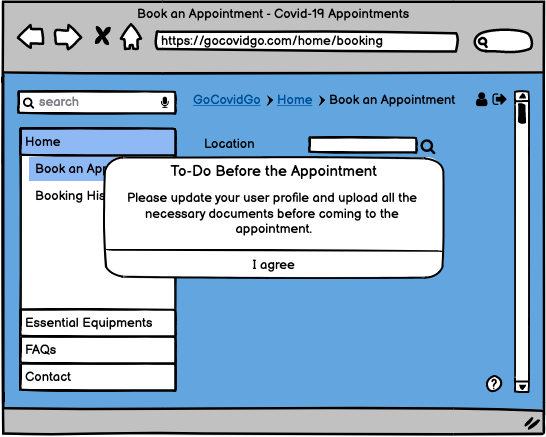 Book an Appointment - Covid-19 Appointments
https://gocovidgo.com/home/booking
search
GoCovidGo > Home > Book an Appointment
Home
Location
Book an App
Booking His
To-Do Before the Appointment
Please update your user profile and upload all the
necessary documents before coming to the
appointment.
I agree
Essential Equipments
FAQs
Contact
?